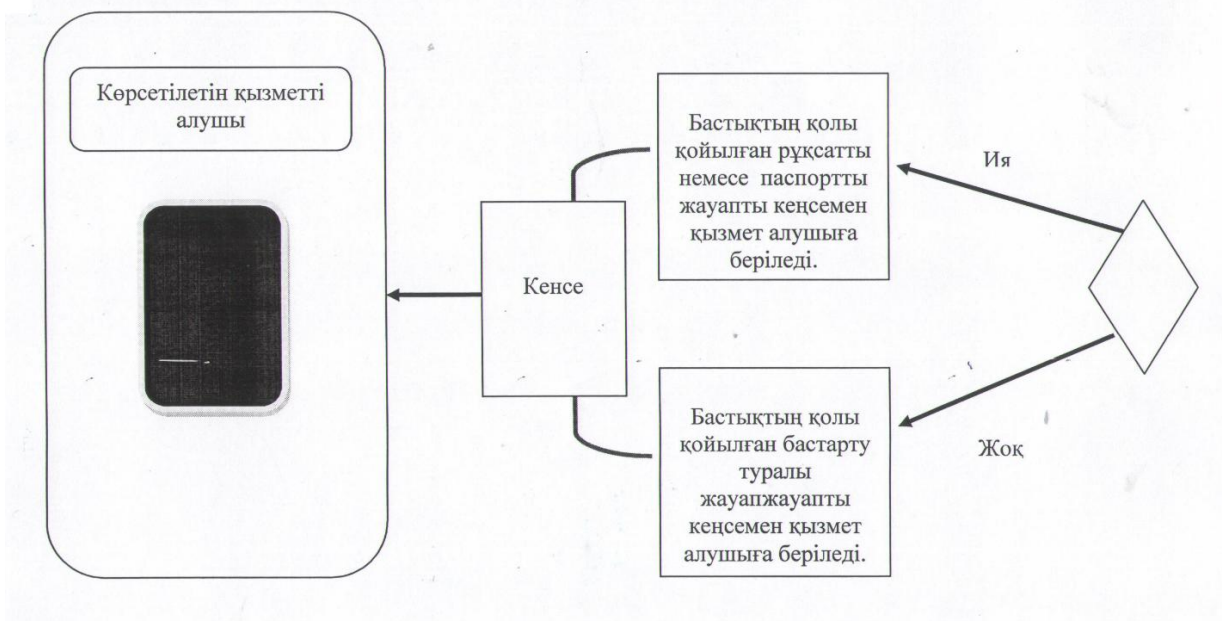 Көрсетілетін қызметті
алушы
Кенсе
Бастықтың қолы
қойылған рұқсатты
немесе паспортты
жауапты кеңсемен
қызмет алушыға
беріледі.
Ия
Бастықтың қолы
қойылған бастарту
туралы
жауапжауапты
кеңсемен қызмет
алушыға беріледі.
Жоқ